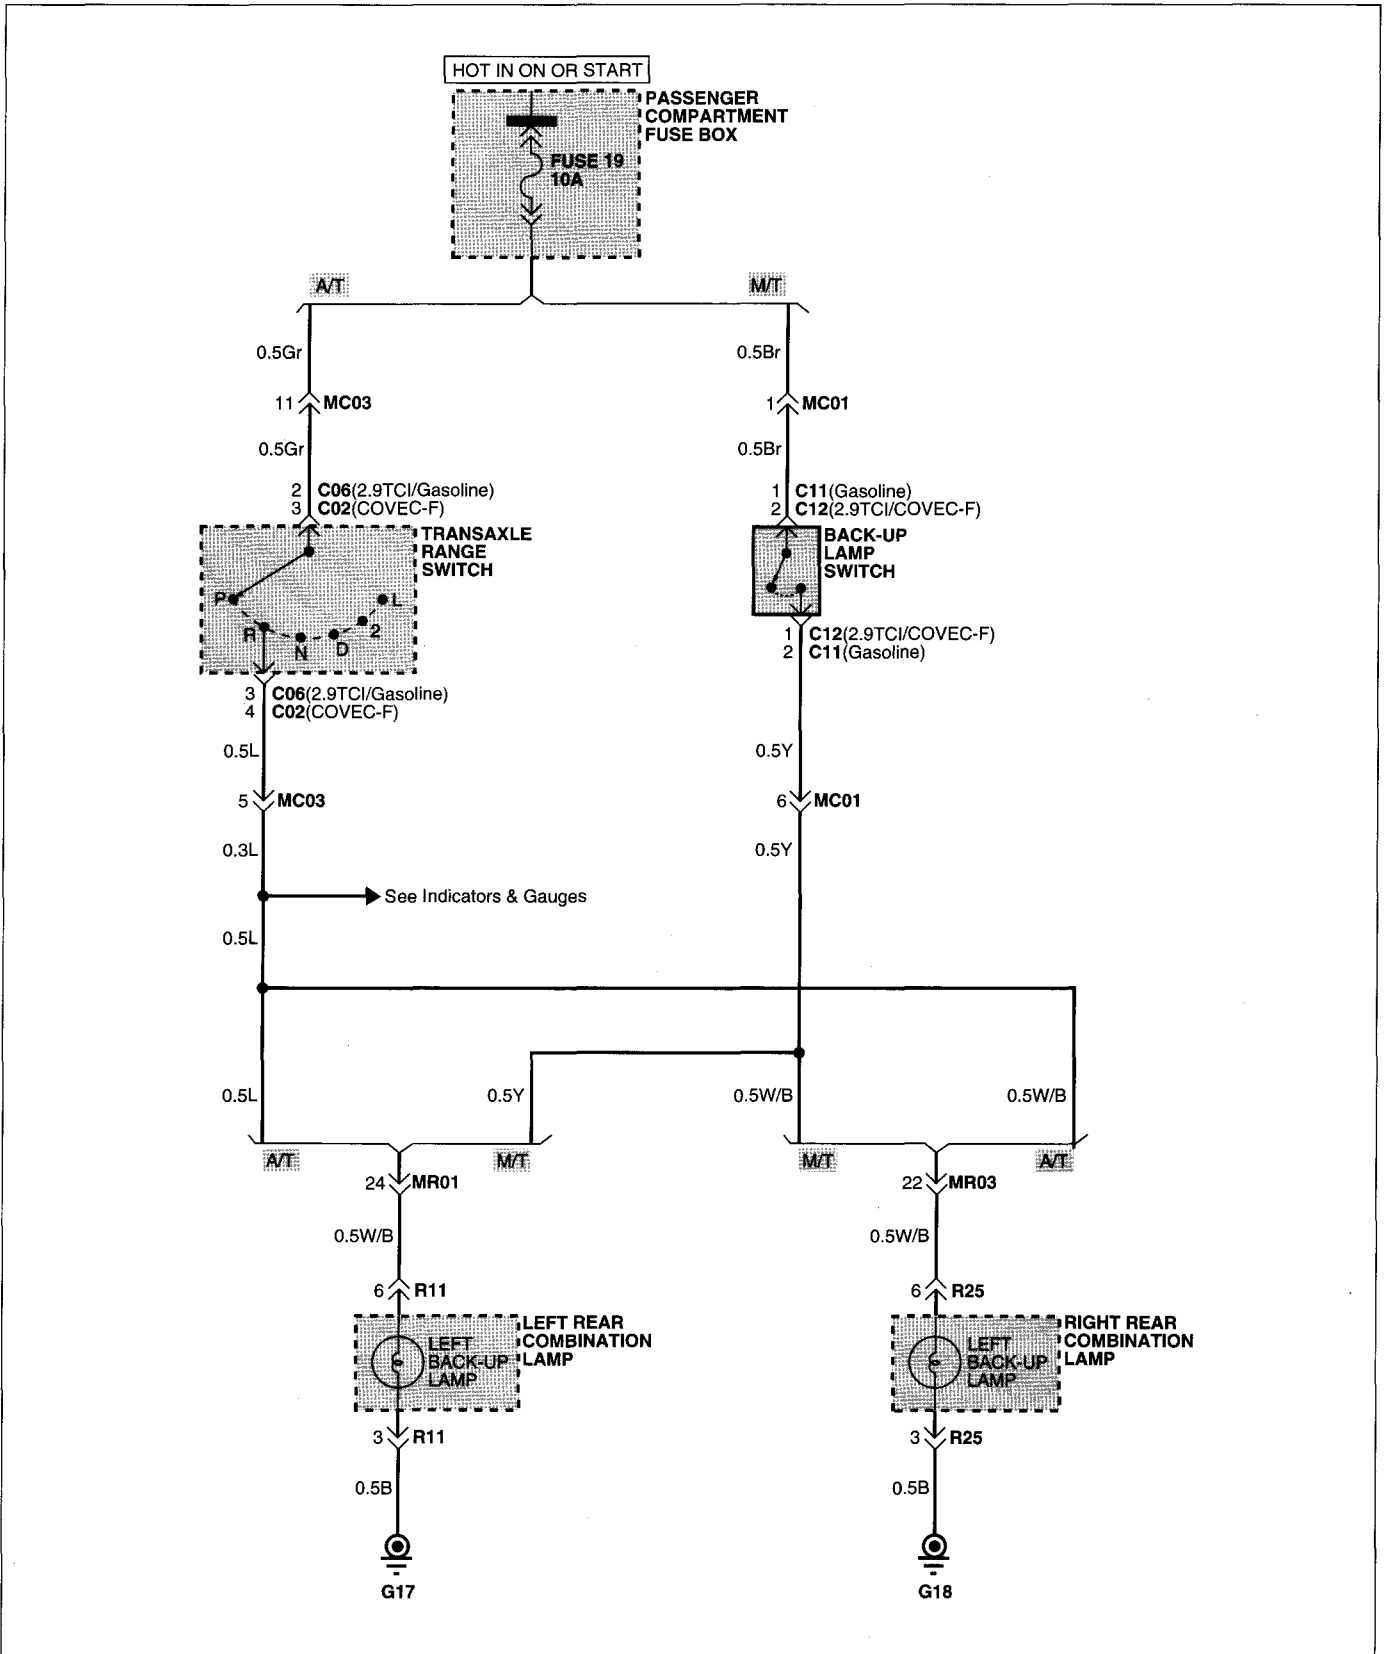 HOT IN ON OR START
PASSENGER
COMPARTMENT
FUSE BOX
FUSE 19
10A
A/T
M/T
0.5Gr
0.5Br
11 MC03
1 MC01
0.5Gr
0.5Br
2 C06(2.9TCI/Gasoline)
3 C02(COVEC-F)
1 C11(Gasoline)
2 C12(2.9TCI/COVEC-F)
TRANSAXLE
RANGE
SWITCH
BACK-UP
LAMP
SWITCH
P
R
N
D
2
L
1 C12(2.9TCI/COVEC-F)
2 C11(Gasoline)
3 C06(2.9TCI/Gasoline)
4 C02(COVEC-F)
0.5L
0.5Y
5 MC03
6 MC01
0.3L
0.5Y
See Indicators & Gauges
0.5L
0.5L
0.5Y
0.5W/B
0.5W/B
A/T
M/T
M/T
A/T
24 MR01
22 MR03
0.5W/B
0.5W/B
6 R11
6 R25
LEFT REAR
COMBINATION
LAMP
LEFT
BACK-UP
LAMP
RIGHT REAR
COMBINATION
LAMP
LEFT
BACK-UP
LAMP
3 R11
3 R25
0.5B
0.5B
G17
G18